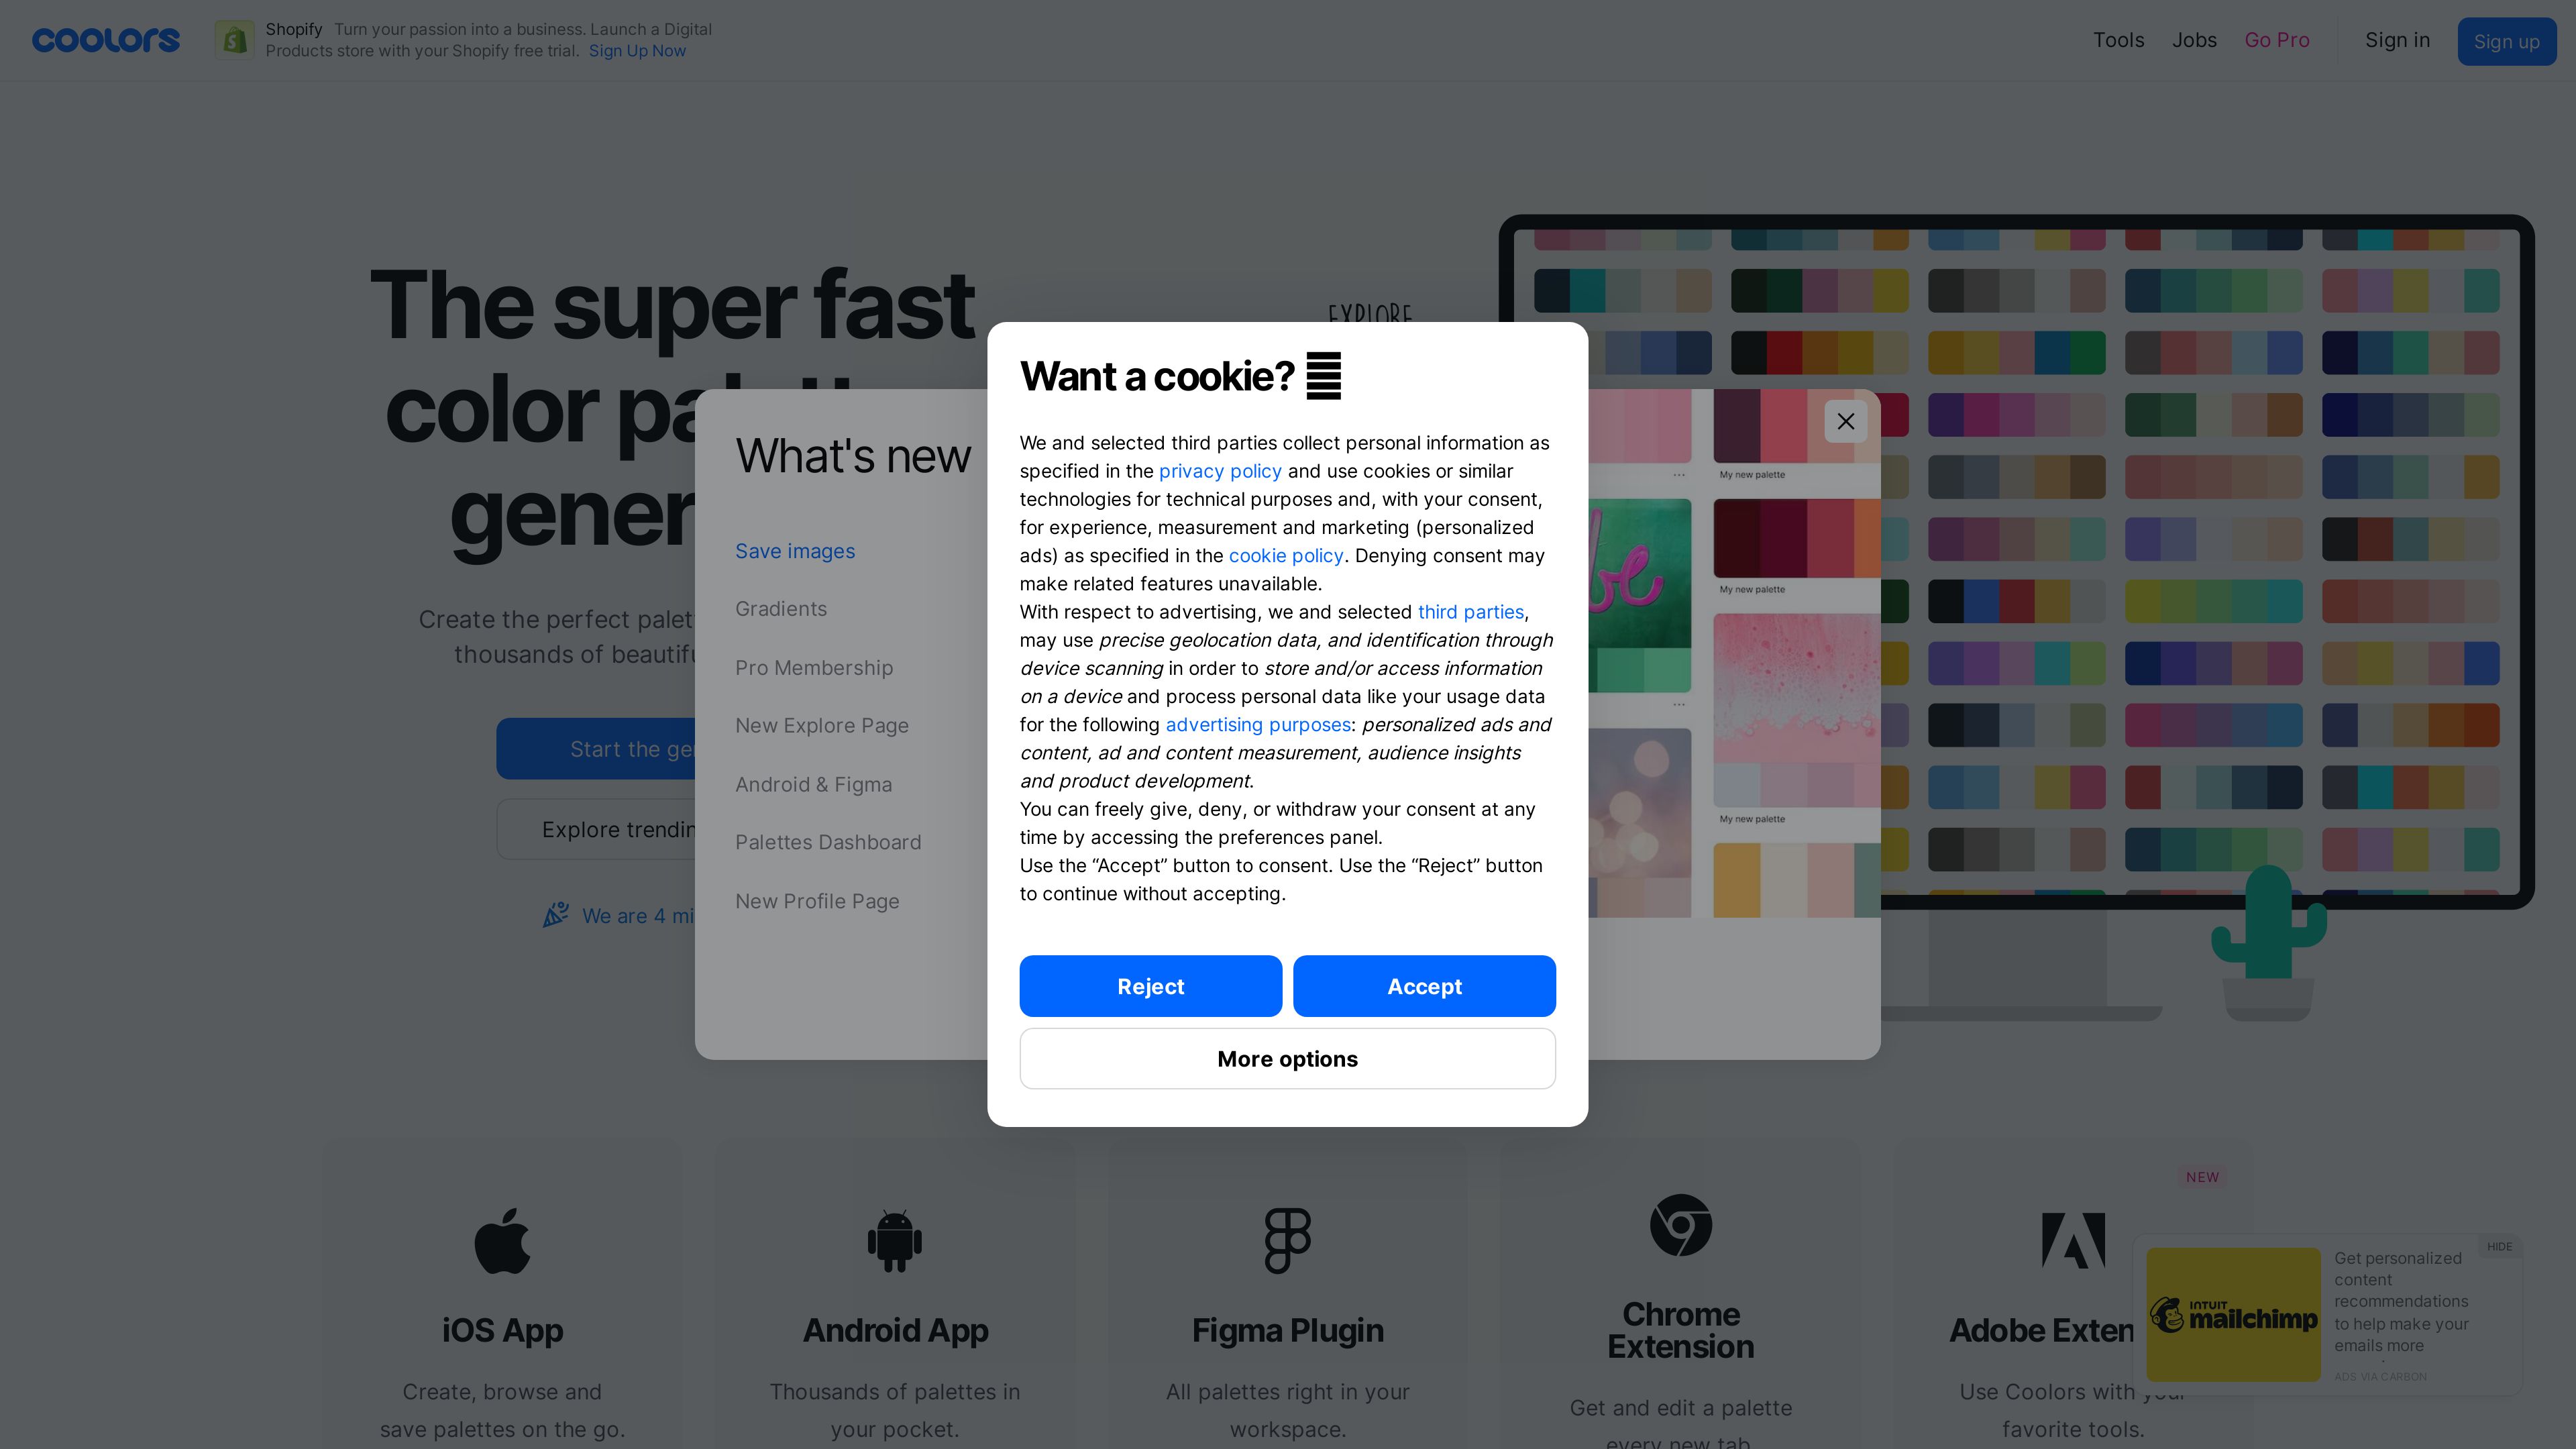 coolors
Shopify Turn your passion into a business. Launch a Digital
Products store with your Shopify free trial. Sign Up Now
Tools Jobs Go Pro Sign in Sign up
The super fast
color
gener
Create the perfect
thousands of
Start the
Explore
We are 4
EXPLORE
What's new
Save images
Gradients
Pro Membership
New Explore Page
Android & Figma
Palettes Dashboard
New Profile Page
My new palette
My new palette
My new palette
Want a cookie?
We and selected third parties collect personal information as
specified in the privacy policy and use cookies or similar
technologies for technical purposes and, with your consent,
for experience, measurement and marketing (personalized
ads) as specified in the cookie policy. Denying consent may
make related features unavailable.
With respect to advertising, we and selected third parties,
may use precise geolocation data, and identification through
device scanning in order to store and/or access information
on a device and process personal data like your usage data
for the following advertising purposes: personalized ads and
content, ad and content measurement, audience insights
and product development.
You can freely give, deny, or withdraw your consent at any
time by accessing the preferences panel.
Use the “Accept” button to consent. Use the “Reject” button
to continue without accepting.
Reject
Accept
More options
iOS App
Create, browse and
save palettes on the go.
Android App
Thousands of palettes in
your pocket.
Figma Plugin
All palettes right in your
workspace.
Chrome
Extension
Get and edit a palette
every new tab
NEW
Adobe Exten
Use Coolors with your
favorite tools.
HIDE
INTUIT
mailchimp
Get personalized
content
recommendations
to help make your
emails more
ADS VIA CARBON